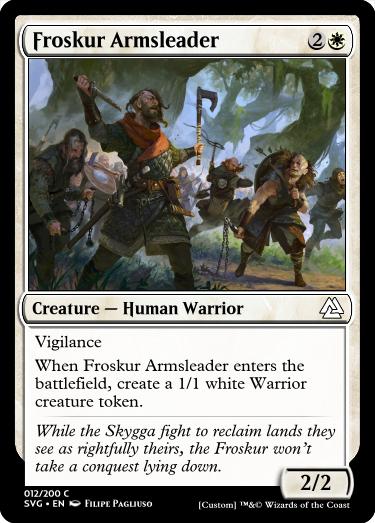 Froskur Armsleader 2
Creature — Human Warrior
Vigilance
When Froskur Armsleader enters the
battlefield, create a 1/1 white Warrior
creature token.
While the Skygga fight to reclaim lands they
see as rightfully theirs, the Froskur won't
take a conquest lying down.
2/2
012/200 C
SVG • EN Filipe Pagliuso
[Custom] ™&© Wizards of the Coast